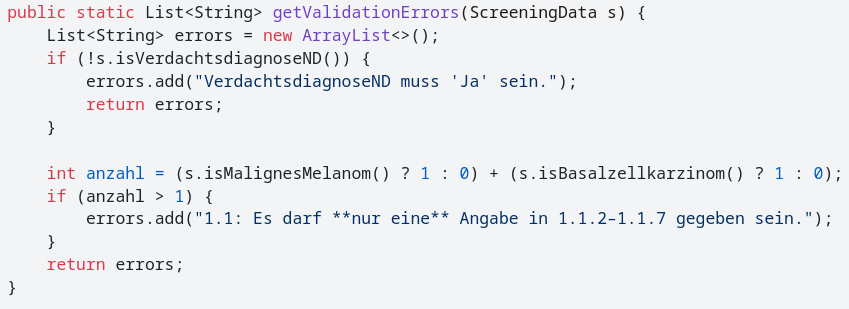 public static List<String> getValidationErrors(ScreeningData s) {
    List<String> errors = new ArrayList<>();
    if (!s.isVerdachtsdiagnoseND()) {
        errors.add("VerdachtsdiagnoseND muss 'Ja' sein.");
        return errors;
    }

    int anzahl = (s.isMalignesMelanom() ? 1 : 0) + (s.isBasalzellkarzinom() ? 1 : 0);
    if (anzahl > 1) {
        errors.add("1.1: Es darf **nur eine** Angabe in 1.1.2–1.1.7 gegeben sein.");
    }
    return errors;
}